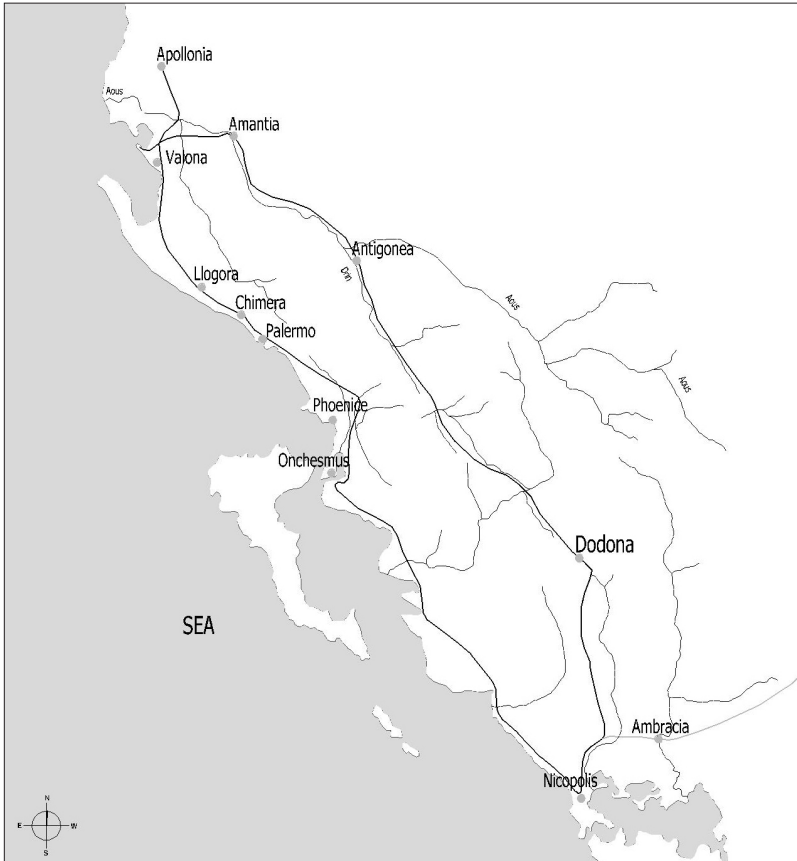 Apollonia
Aous
Amantia
Valona
Antigonea
Drin
Llogora
Aous
Chimera
Palermo
Aous
Phoenice
Onchesmus
Dodona
SEA
Ambracia
Nicopolis
N
E W
S